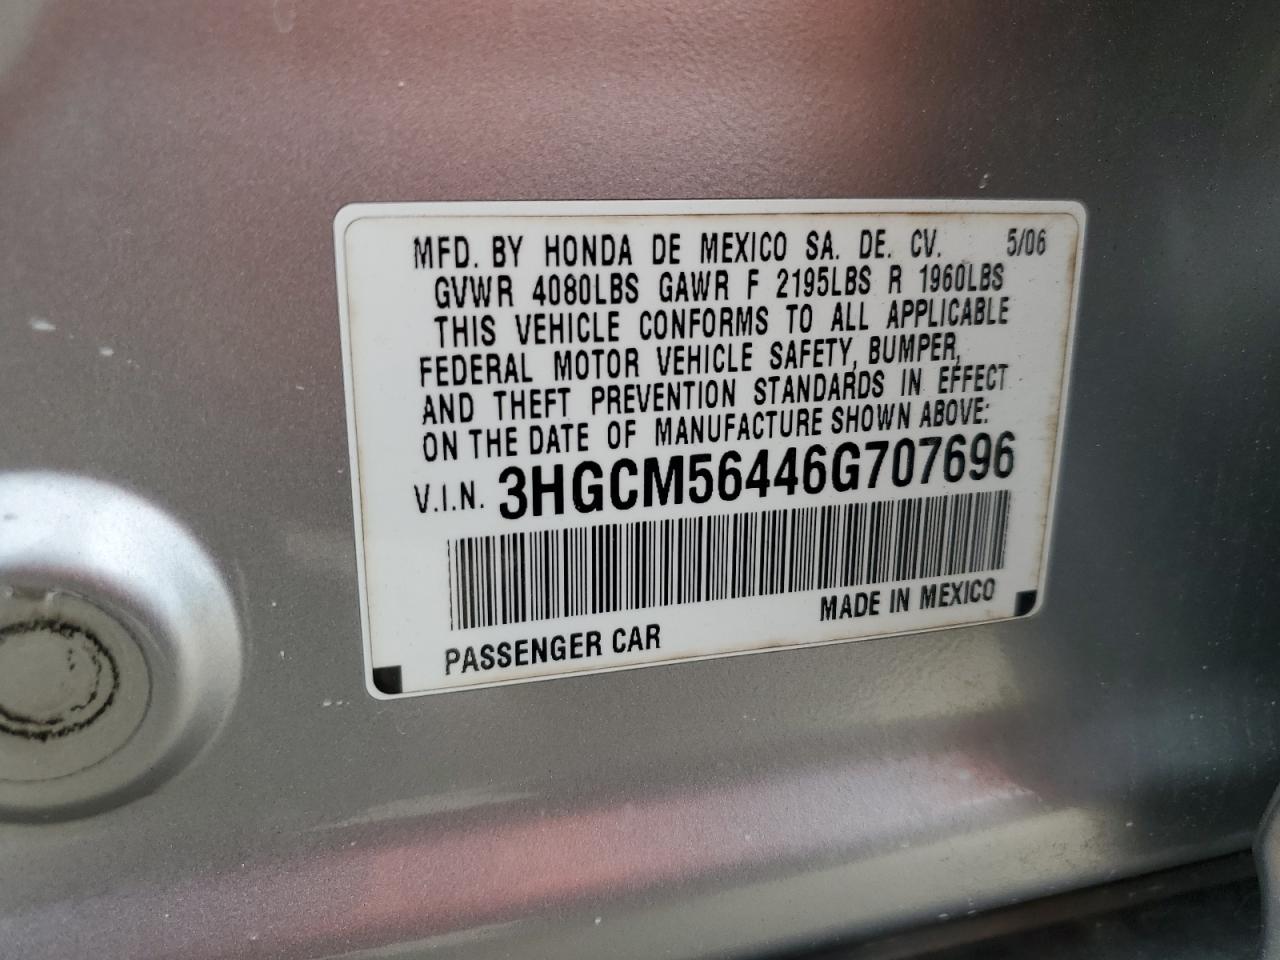 MFD. BY HONDA DE MEXICO SA. DE. CV. 5/06
GVWR 4080LBS GAWR F 2195LBS R 1960LBS
THIS VEHICLE CONFORMS TO ALL APPLICABLE
FEDERAL MOTOR VEHICLE SAFETY, BUMPER,
AND THEFT PREVENTION STANDARDS IN EFFECT
ON THE DATE OF MANUFACTURE SHOWN ABOVE:
V.I.N. 3HGCM56446G707696
PASSENGER CAR MADE IN MEXICO